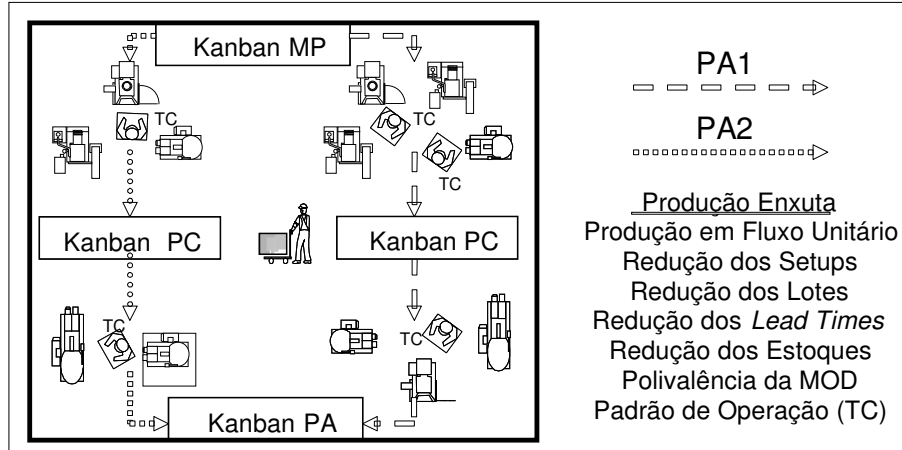 Kanban MP
PA1
TC
TC
PA2
TC
Kanban PC
Kanban PC
Produção Enxuta
Produção em Fluxo Unitário
Redução dos Setups
Redução dos Lotes
Redução dos Lead Times
Redução dos Estoques
Polivalência da MOD
Padrão de Operação (TC)
TC
TC
Kanban PA